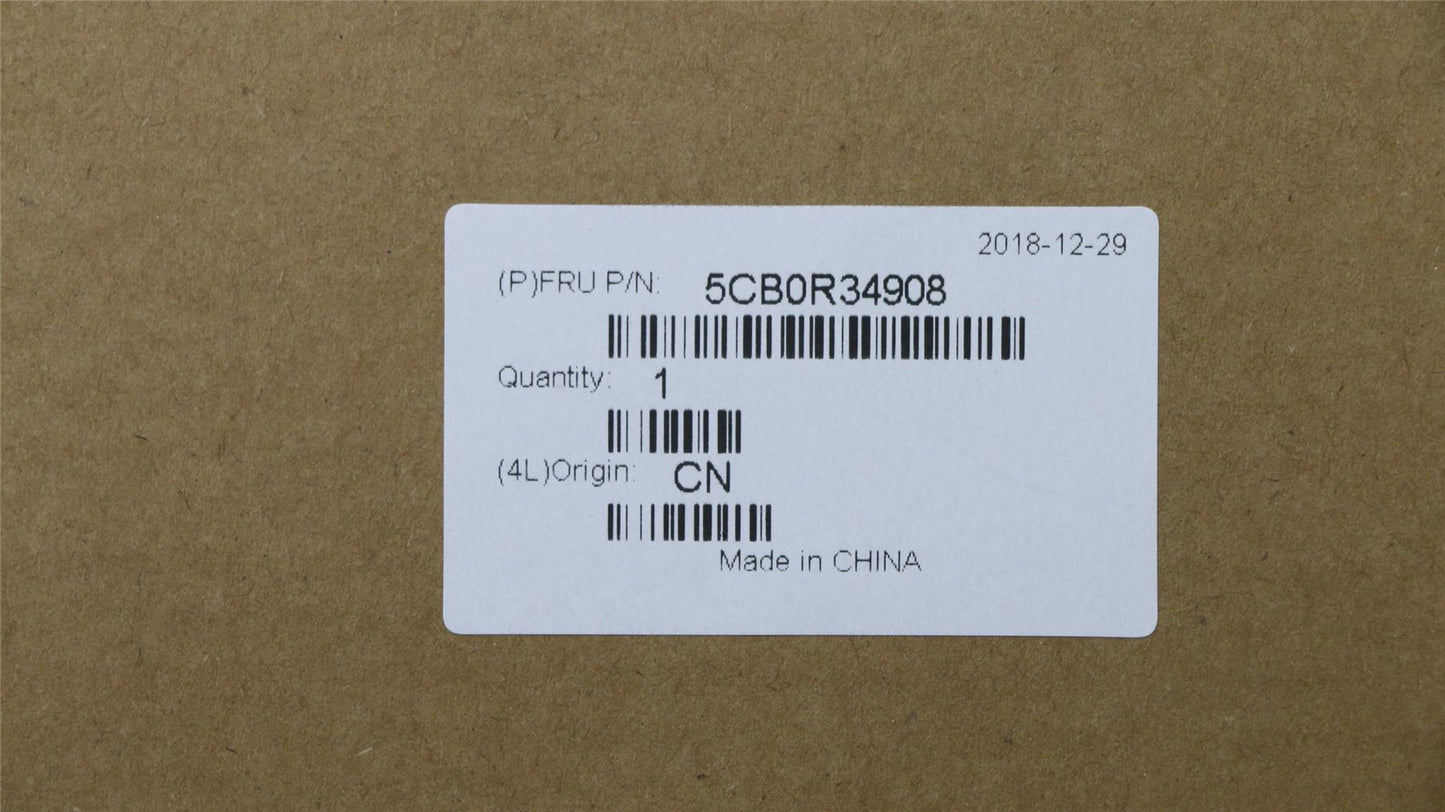 2018-12-29
(P)FRU P/N: 5CB0R34908
Quantity: 1
(4L)Origin: CN
Made in CHINA